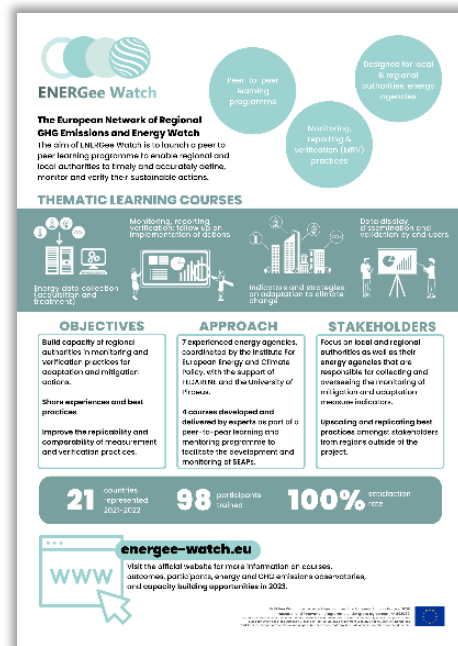 ENERGee Watch
Peer-to-peer
learning
programme
Designed for local
& regional
authorities, energy
agencies
Monitoring,
reporting &
verification (MRV)
practices
The European Network of Regional
GHG Emissions and Energy Watch
The aim of ENERGee Watch is to launch a peer to
peer learning programme to enable regional and
local authorities to timely and accurately define,
monitor and verify their sustainable actions.
THEMATIC LEARNING COURSES
Energy data collection
(acquisition and
treatment)
Monitoring, reporting,
verification: follow up on
implementation of actions
Indicators and strategies
on adaptation to climate
change
Data display,
dissemination and
validation by end users
OBJECTIVES
Build capacity of regional
authorities in monitoring and
verification practices for
adaptation and mitigation
actions.
Share experiences and best
practices.
Improve the replicability and
comparability of measurement
and verification practices.
APPROACH
7 experienced energy agencies,
coordinated by the Institute For
European Energy and Climate
Policy, with the support of
FEDARENE and the University of
Piraeus.
4 courses developed and
delivered by experts as part of a
peer-to-peer learning and
mentoring programme to
facilitate the development and
monitoring of SEAPs.
STAKEHOLDERS
Focus on local and regional
authorities as well as their
energy agencies that are
responsible for collecting and
overseeing the monitoring of
mitigation and adaptation
measure indicators.
Upscaling and replicating best
practices amongst stakeholders
from regions outside of the
project.
21 countries
represented
2021-2022
98 participants
trained
100% satisfaction
rate
WWW
energee-watch.eu
Visit the official website for more information on courses,
outcomes, participants, energy and GHG emissions observatories,
and capacity building opportunities in 2023.